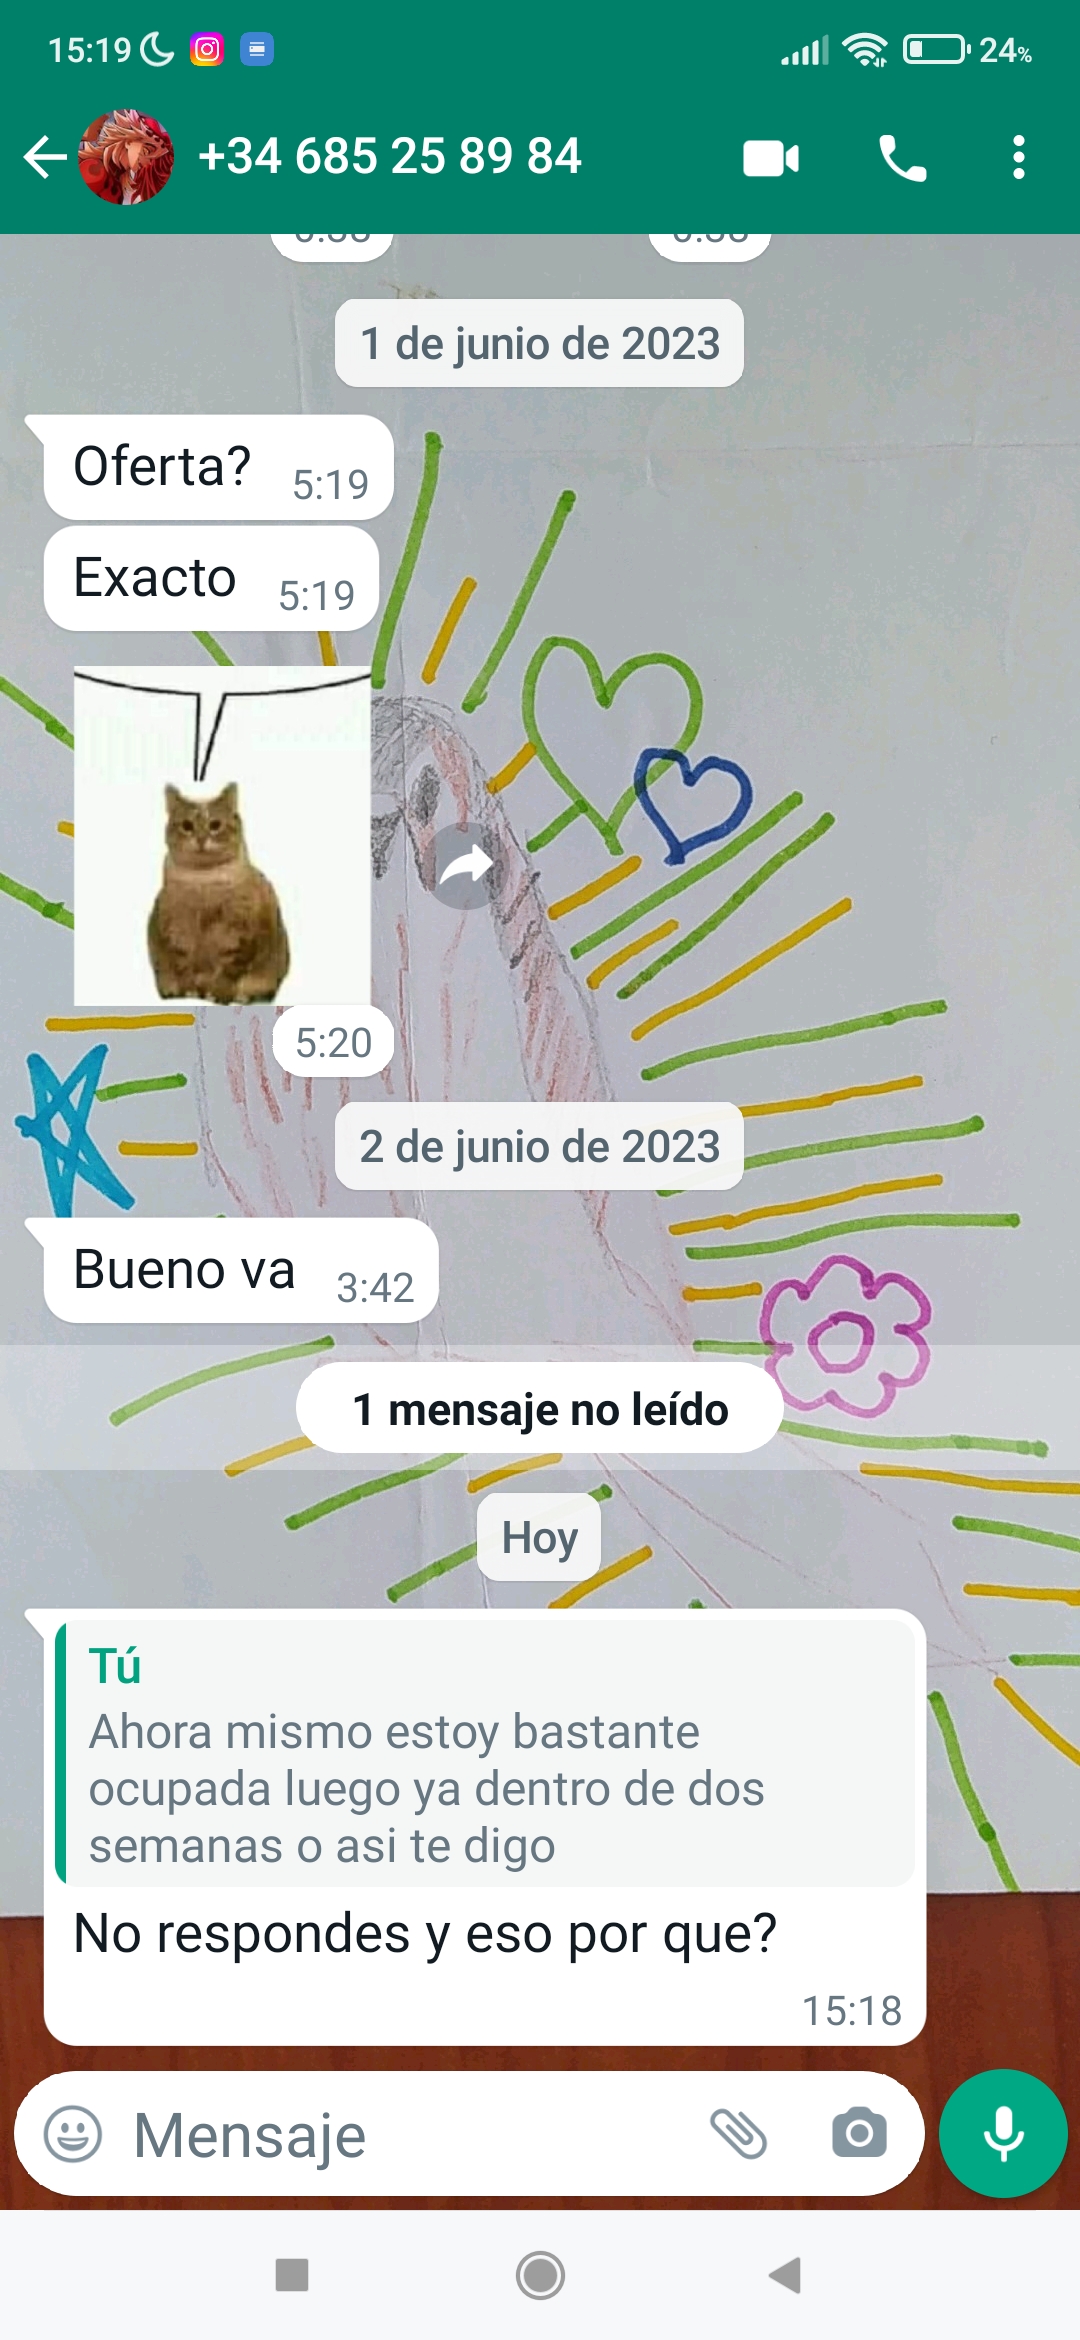 15:19
24%
+34 685 25 89 84
1 de junio de 2023
Oferta? 5:19
Exacto 5:19
5:20
2 de junio de 2023
Bueno va 3:42
1 mensaje no leído
Hoy
Tú
Ahora mismo estoy bastante
ocupada luego ya dentro de dos
semanas o asi te digo
No respondes y eso por que?
15:18
Mensaje